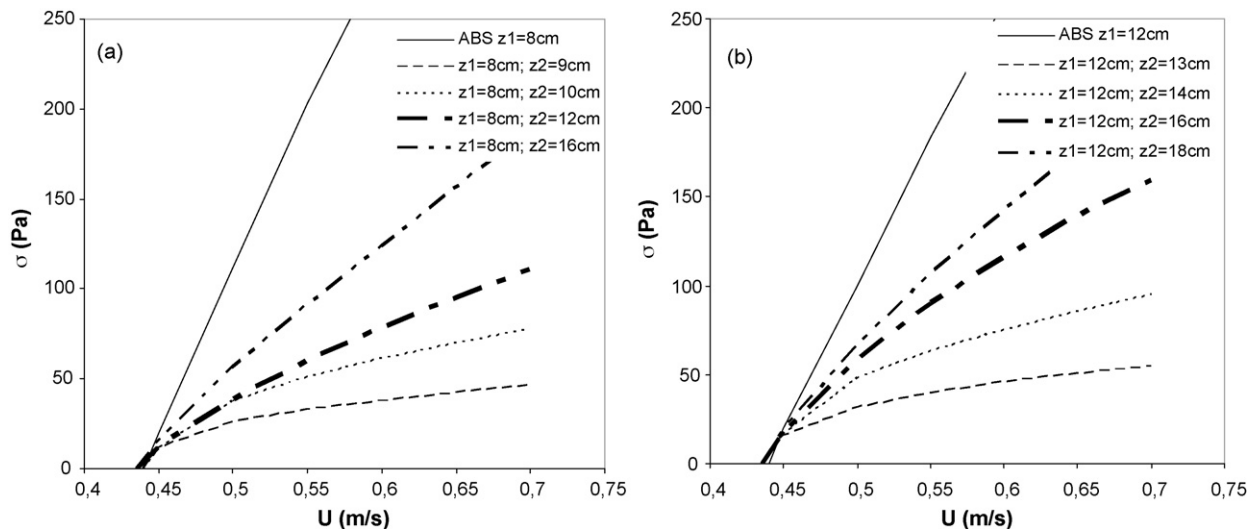 (a)
ABS z1=8cm
z1=8cm; z2=9cm
z1=8cm; z2=10cm
z1=8cm; z2=12cm
z1=8cm; z2=16cm
250
200
150
100
50
0
σ (Pa)
0,4 0,45 0,5 0,55 0,6 0,65 0,7 0,75
U (m/s)
(b)
ABS z1=12cm
z1=12cm; z2=13cm
z1=12cm; z2=14cm
z1=12cm; z2=16cm
z1=12cm; z2=18cm
250
200
150
100
50
0
σ (Pa)
0,4 0,45 0,5 0,55 0,6 0,65 0,7 0,75
U (m/s)